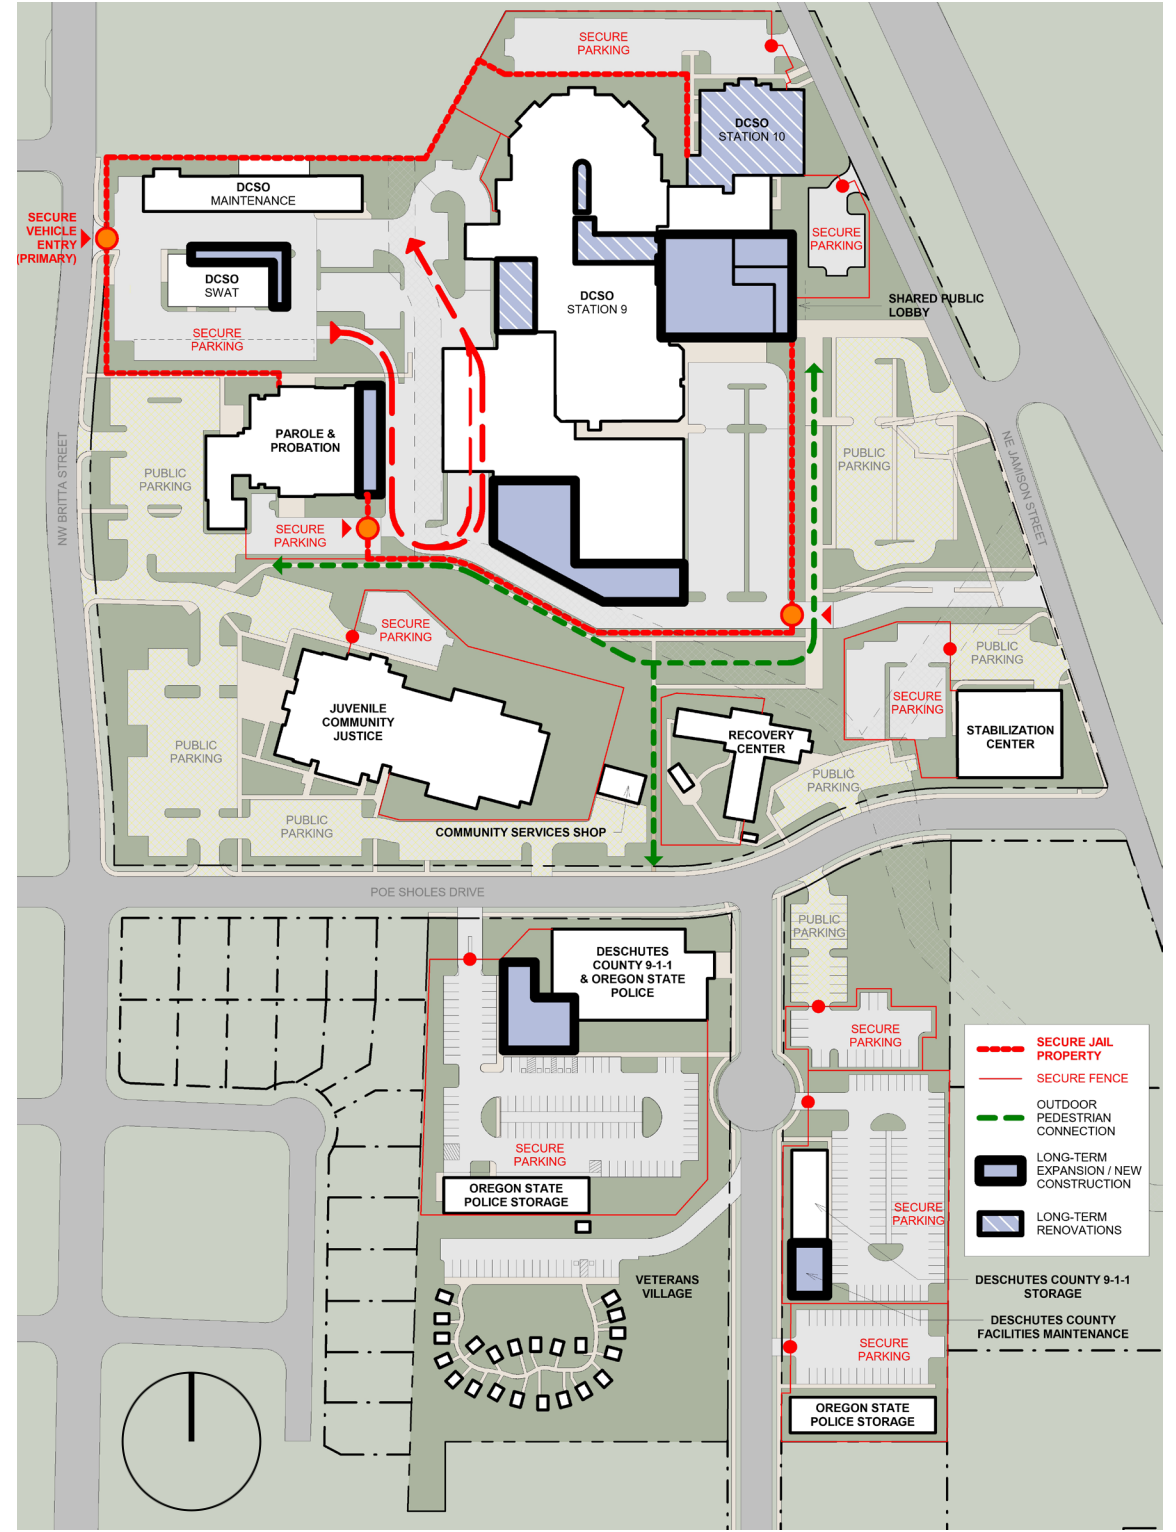 SECURE
PARKING
DCSO
STATION 10
DCSO
MAINTENANCE
SECURE
VEHICLE
ENTRY
(PRIMARY)
SECURE
PARKING
DCSO
SWAT
DCSO
STATION 9
SHARED PUBLIC
LOBBY
SECURE
PARKING
PAROLE &
PROBATION
NW BRITTA STREET
PUBLIC
PARKING
PUBLIC
PARKING
NE JAMISON STREET
SECURE
PARKING
SECURE
PARKING
PUBLIC
PARKING
JUVENILE
COMMUNITY
JUSTICE
SECURE
PARKING
RECOVERY
CENTER
STABILIZATION
CENTER
PUBLIC
PARKING
PUBLIC
PARKING
PUBLIC
PARKING
COMMUNITY SERVICES SHOP
POE SHOLES DRIVE
PUBLIC
PARKING
DESCHUTES
COUNTY 9-1-1
& OREGON STATE
POLICE
SECURE
PARKING
SECURE JAIL
PROPERTY
SECURE FENCE
OUTDOOR
PEDESTRIAN
CONNECTION
LONG-TERM
EXPANSION / NEW
CONSTRUCTION
LONG-TERM
RENOVATIONS
SECURE
PARKING
OREGON STATE
POLICE STORAGE
SECURE
PARKING
VETERANS
VILLAGE
DESCHUTES COUNTY 9-1-1
STORAGE
DESCHUTES COUNTY
FACILITIES MAINTENANCE
SECURE
PARKING
OREGON STATE
POLICE STORAGE